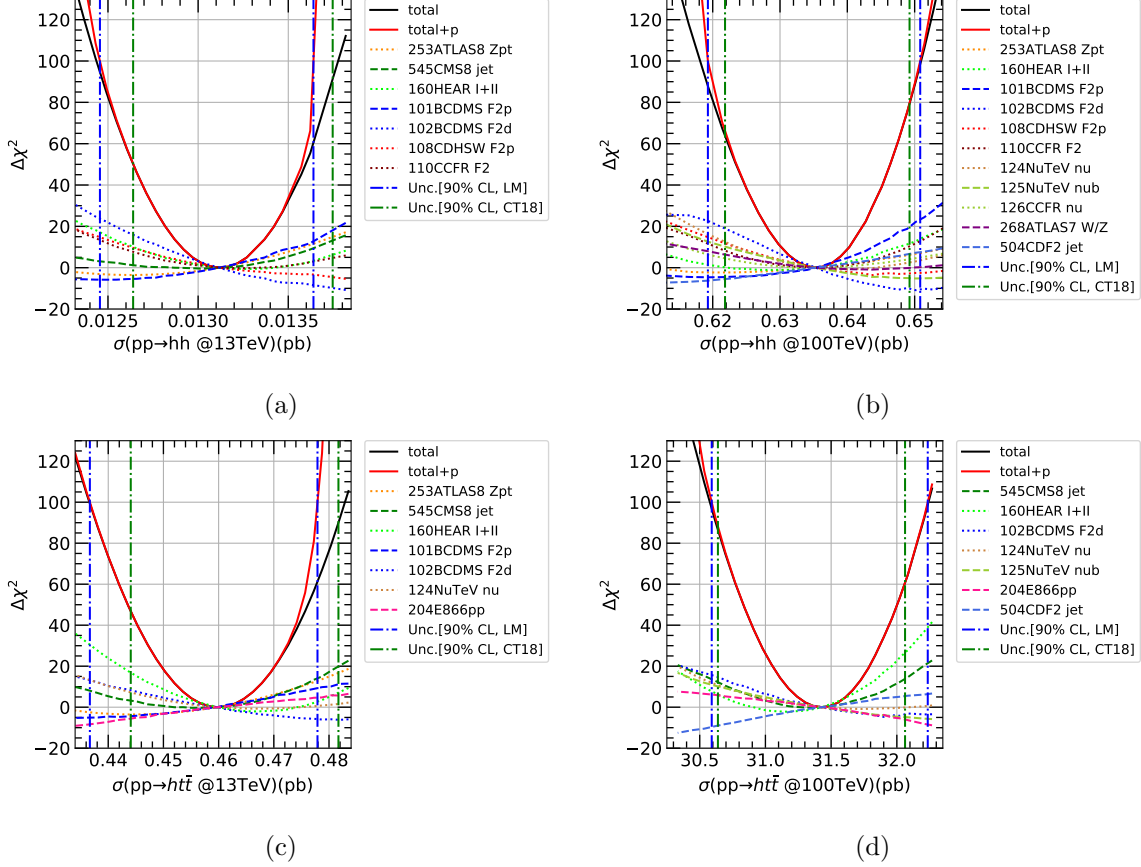 total
total+p
253ATLAS8 Zpt
545CMS8 jet
160HEAR I+II
101BCDMS F2p
102BCDMS F2d
108CDHSW F2p
110CCFR F2
Unc.[90% CL, LM]
Unc.[90% CL, CT18]
120
100
80
60
40
20
0
−20
Δχ²
0.0125 0.0130 0.0135
σ(pp→hh @13TeV)(pb)
(a)
total
total+p
253ATLAS8 Zpt
160HEAR I+II
101BCDMS F2p
102BCDMS F2d
108CDHSW F2p
110CCFR F2
124NuTeV nu
125NuTeV nub
126CCFR nu
268ATLAS7 W/Z
504CDF2 jet
Unc.[90% CL, LM]
Unc.[90% CL, CT18]
120
100
80
60
40
20
0
−20
Δχ²
0.62 0.63 0.64 0.65
σ(pp→hh @100TeV)(pb)
(b)
total
total+p
253ATLAS8 Zpt
545CMS8 jet
160HEAR I+II
101BCDMS F2p
102BCDMS F2d
124NuTeV nu
204E866pp
Unc.[90% CL, LM]
Unc.[90% CL, CT18]
120
100
80
60
40
20
0
−20
Δχ²
0.44 0.45 0.46 0.47 0.48
σ(pp→htt̄ @13TeV)(pb)
(c)
total
total+p
545CMS8 jet
160HEAR I+II
102BCDMS F2d
124NuTeV nu
125NuTeV nub
204E866pp
504CDF2 jet
Unc.[90% CL, LM]
Unc.[90% CL, CT18]
120
100
80
60
40
20
0
−20
Δχ²
30.5 31.0 31.5 32.0
σ(pp→htt̄ @100TeV)(pb)
(d)